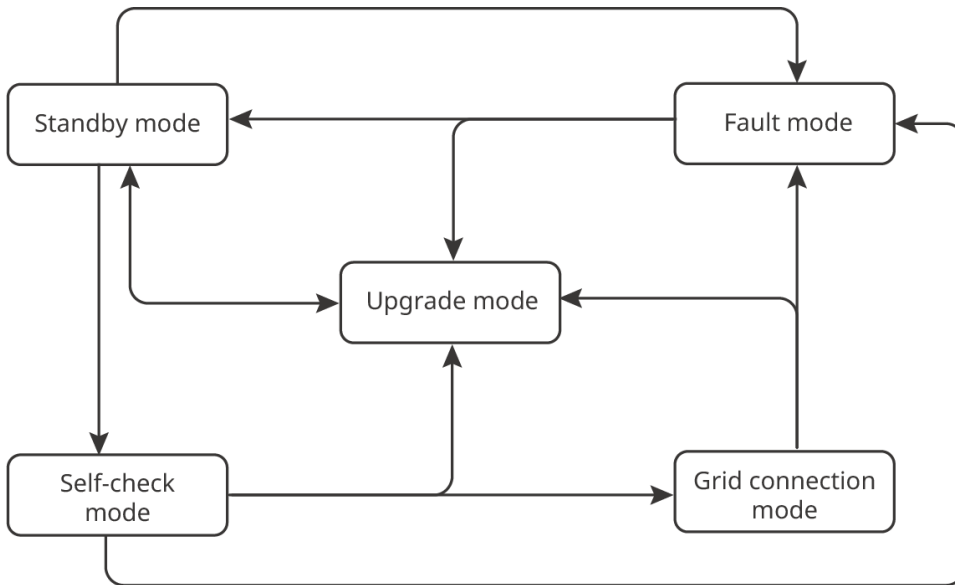 Standby mode
Fault mode
Upgrade mode
Self-check
mode
Grid connection
mode